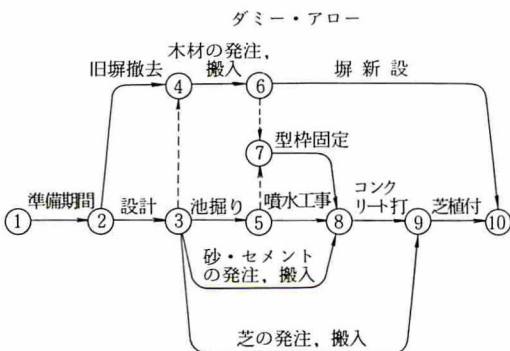 ダミー・アロー
木材の発注,
搬入
旧塀撤去
④
⑥
塀新設
⑦
型枠固定
①
準備期間
②
設計
③
池掘り
⑤
噴水工事
⑧
コンク
リート打
⑨
芝植付
⑩
砂・セメント
の発注, 搬入
芝の発注, 搬入